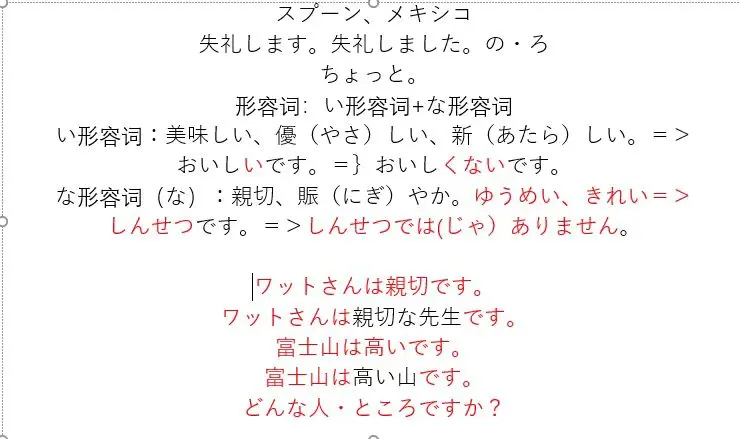 スプーン、メキシコ
失礼します。失礼しました。の・ろ
ちょっと。
形容词：い形容词+な形容词
い形容词：美味しい、優（やさ）しい、新（あたら）しい。＝＞
おいしいです。＝｝おいしくないです。
な形容词（な）：親切、賑（にぎ）やか。ゆうめい、きれい＝＞
しんせつです。＝＞しんせつでは(じゃ）ありません。
ワットさんは親切です。
ワットさんは親切な先生です。
富士山は高いです。
富士山は高い山です。
どんな人・ところですか？